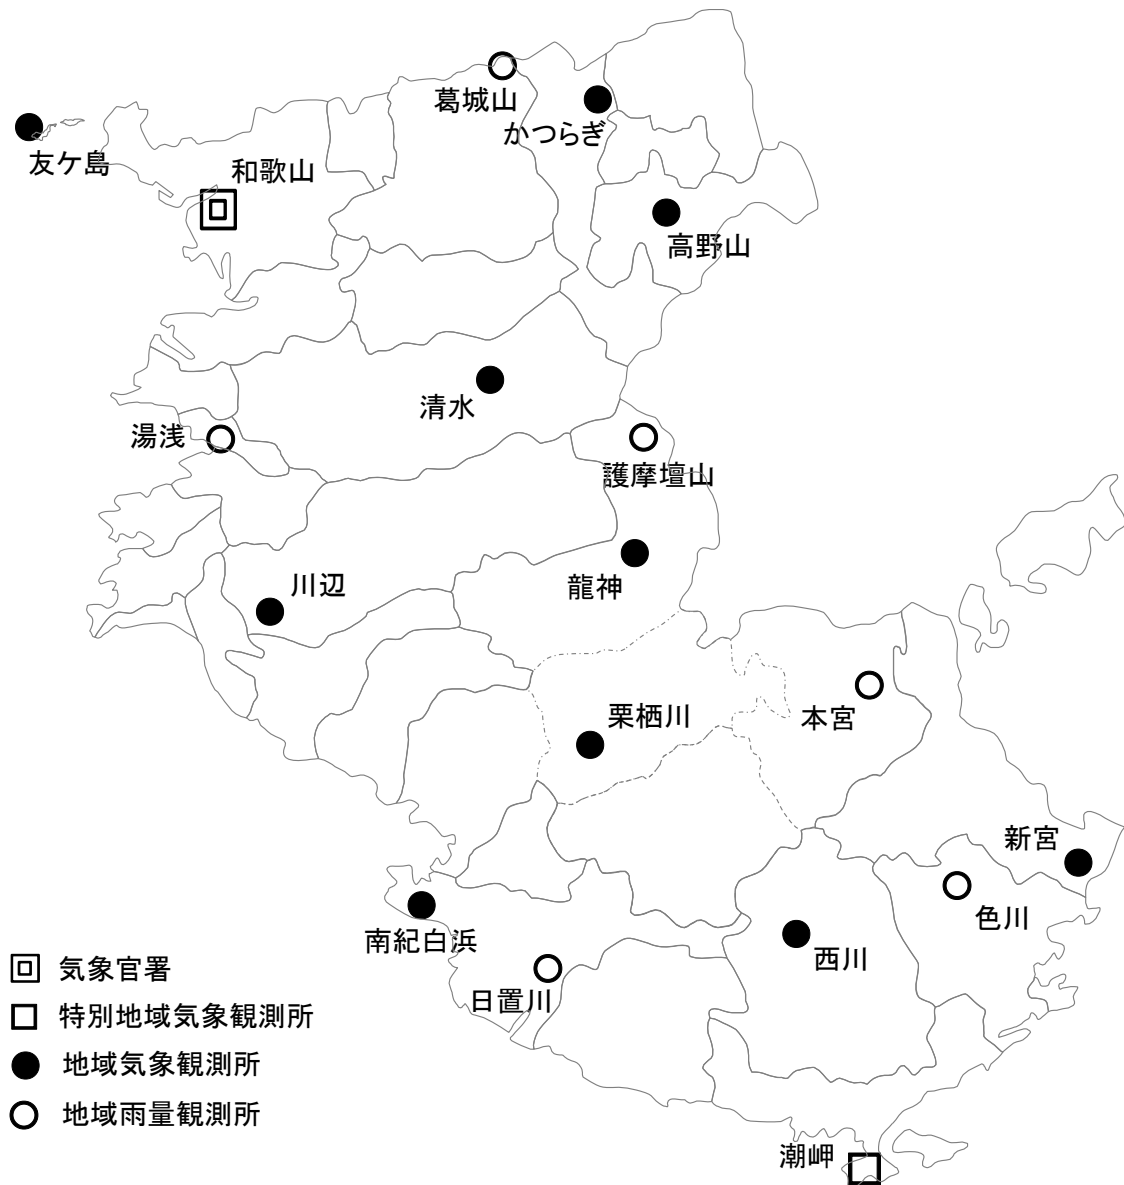 葛城山
かつらぎ
友ケ島
和歌山
高野山
清水
湯浅
護摩壇山
川辺
龍神
栗栖川
本宮
新宮
色川
南紀白浜
西川
日置川
気象官署
特別地域気象観測所
地域気象観測所
地域雨量観測所
潮岬